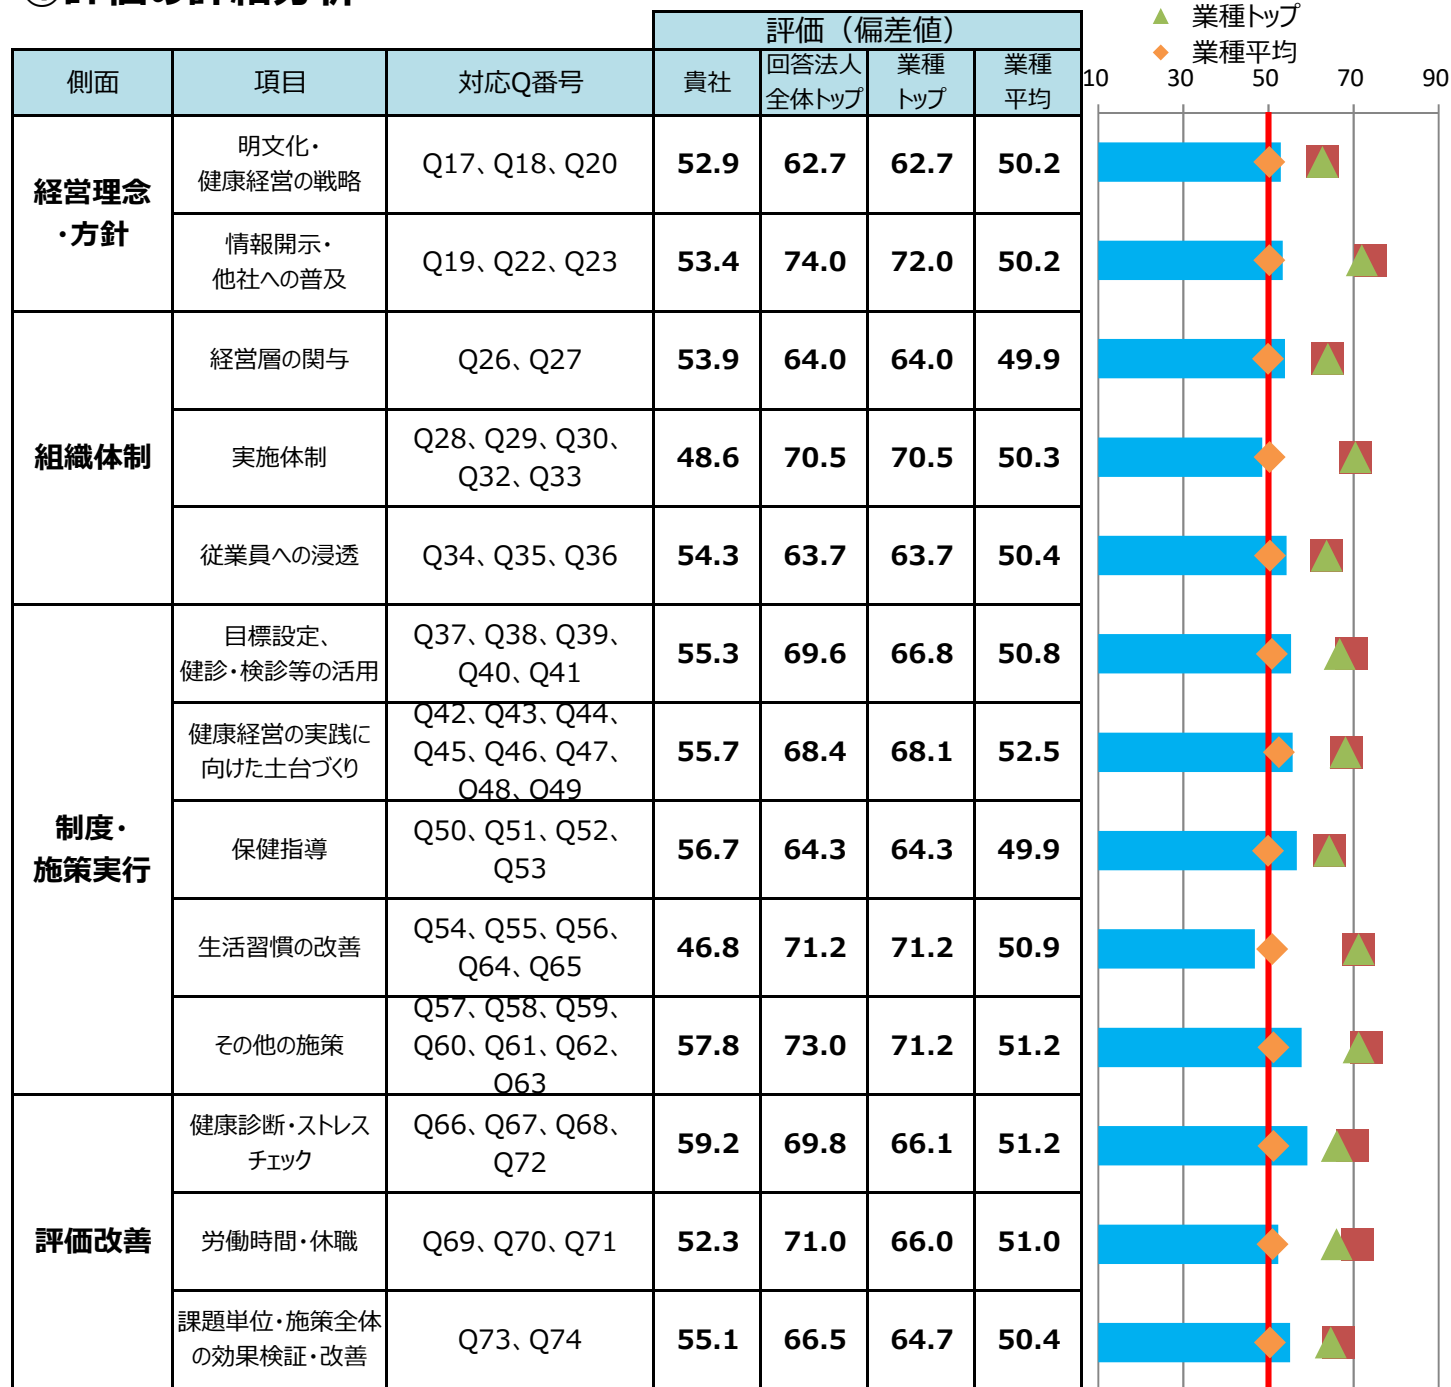 業種トップ
業種平均
評価（偏差値）
側面 項目 対応Q番号 貴社 回答法人 業種 業種
全体トップ トップ 平均
10 30 50 70 90
経営理念
・方針
明文化・
健康経営の戦略
Q17、Q18、Q20 52.9 62.7 62.7 50.2
情報開示・
他社への普及
Q19、Q22、Q23 53.4 74.0 72.0 50.2
組織体制
経営層の関与 Q26、Q27 53.9 64.0 64.0 49.9
実施体制
Q28、Q29、Q30、
Q32、Q33
48.6 70.5 70.5 50.3
従業員への浸透 Q34、Q35、Q36 54.3 63.7 63.7 50.4
制度・
施策実行
目標設定、
健診・検診等の活用
Q37、Q38、Q39、
Q40、Q41
55.3 69.6 66.8 50.8
健康経営の実践に
向けた土台づくり
Q42、Q43、Q44、
Q45、Q46、Q47、
Q48、Q49
55.7 68.4 68.1 52.5
保健指導
Q50、Q51、Q52、
Q53
56.7 64.3 64.3 49.9
生活習慣の改善
Q54、Q55、Q56、
Q64、Q65
46.8 71.2 71.2 50.9
その他の施策
Q57、Q58、Q59、
Q60、Q61、Q62、
Q63
57.8 73.0 71.2 51.2
評価改善
健康診断・ストレス
チェック
Q66、Q67、Q68、
Q72
59.2 69.8 66.1 51.2
労働時間・休職 Q69、Q70、Q71 52.3 71.0 66.0 51.0
課題単位・施策全体
の効果検証・改善
Q73、Q74 55.1 66.5 64.7 50.4